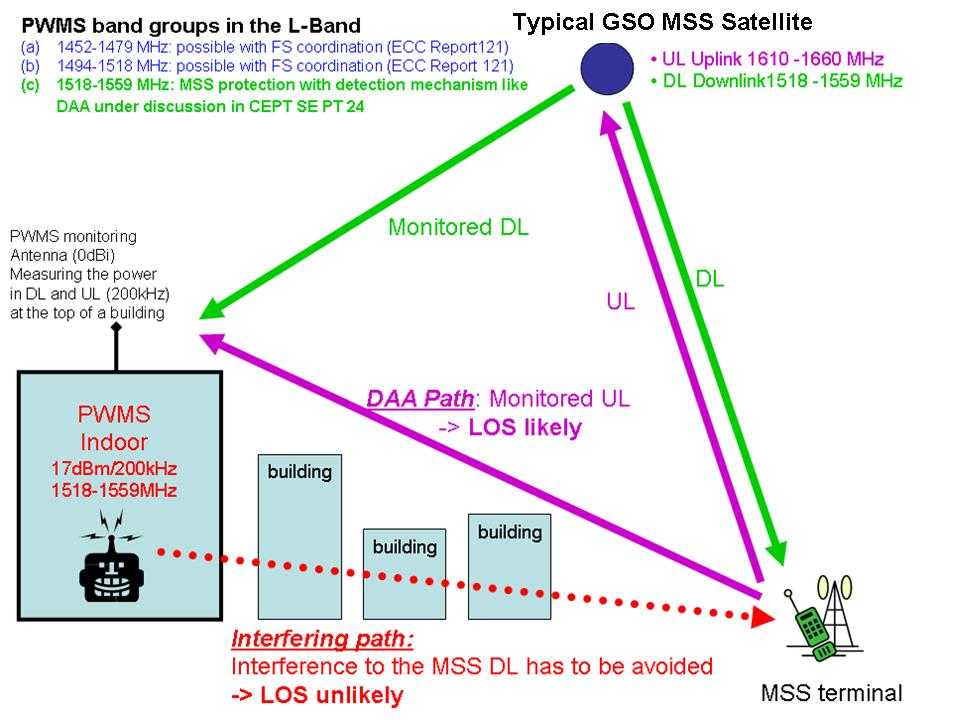 PWMS band groups in the L-Band
(a) 1452-1479 MHz: possible with FS coordination (ECC Report121)
(b) 1494-1518 MHz: possible with FS coordination (ECC Report 121)
(c) 1518-1559 MHz: MSS protection with detection mechanism like
DAA under discussion in CEPT SE PT 24
Typical GSO MSS Satellite
• UL Uplink 1610 -1660 MHz
• DL Downlink1518 -1559 MHz
Monitored DL
PWMS monitoring
Antenna (0dBi)
Measuring the power
in DL and UL (200kHz)
at the top of a building
DL
UL
DAA Path: Monitored UL
-> LOS likely
PWMS
Indoor
17dBm/200kHz
1518-1559MHz
building
building
building
Interfering path:
Interference to the MSS DL has to be avoided
-> LOS unlikely
MSS terminal